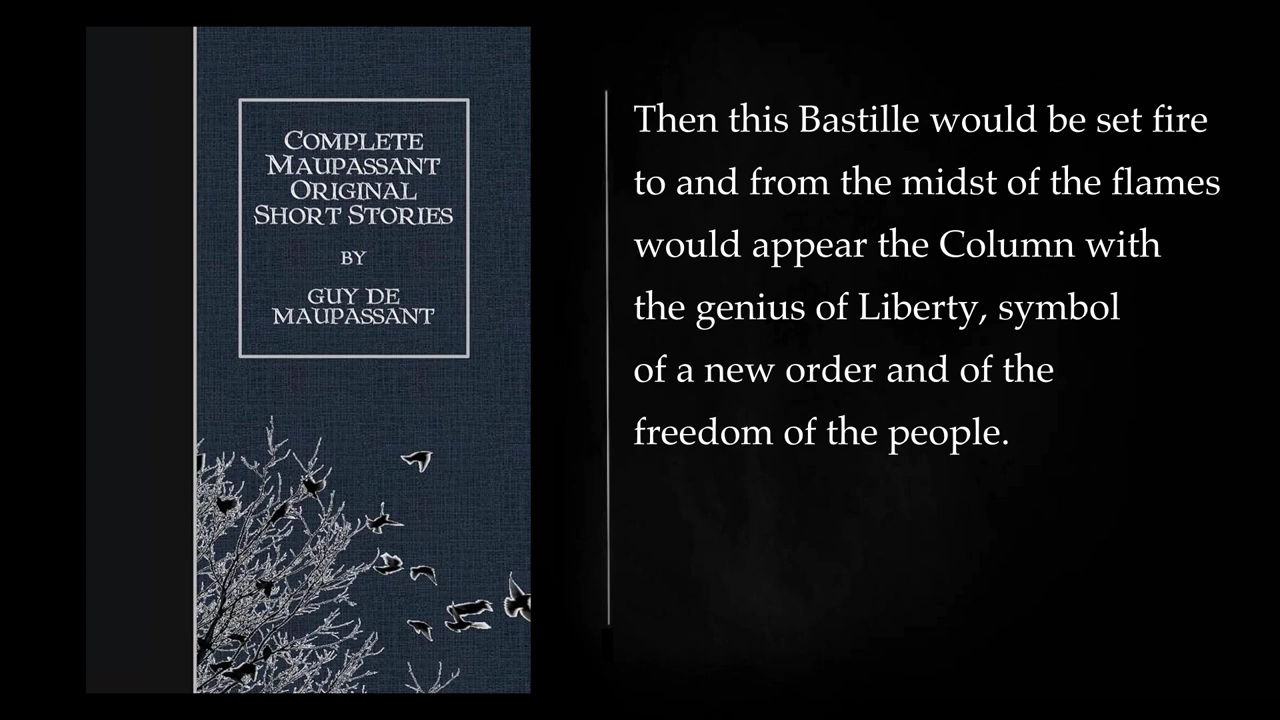 COMPLETE
MAUPASSANT
ORIGINAL
SHORT STORIES
BY
GUY DE
MAUPASSANT
Then this Bastille would be set fire
to and from the midst of the flames
would appear the Column with
the genius of Liberty, symbol
of a new order and of the
freedom of the people.